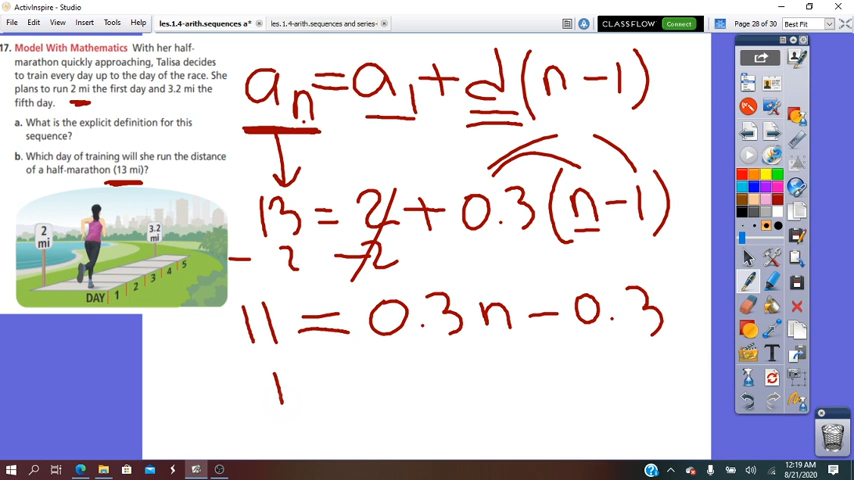 ActivInspire - Studio
File Edit View Insert Tools Help
les.1.4-arith.sequences a*
les.1.4-arith.sequences and series-
CLASSFLOW
Connect
Page 28 of 30
Best Fit
17. Model With Mathematics With her half-
marathon quickly approaching, Talisa decides
to train every day up to the day of the race. She
plans to run 2 mi the first day and 3.2 mi the
fifth day.
a. What is the explicit definition for this
sequence?
b. Which day of training will she run the distance
of a half-marathon (13 mi)?
2
mi
3.2
mi
DAY 1 2 3 4 5
aₙ = a₁ + d(n − 1)
13 = 2 + 0.3(n − 1)
− 2 − 2
11 = 0.3n − 0.3
1
12:19 AM
8/21/2020